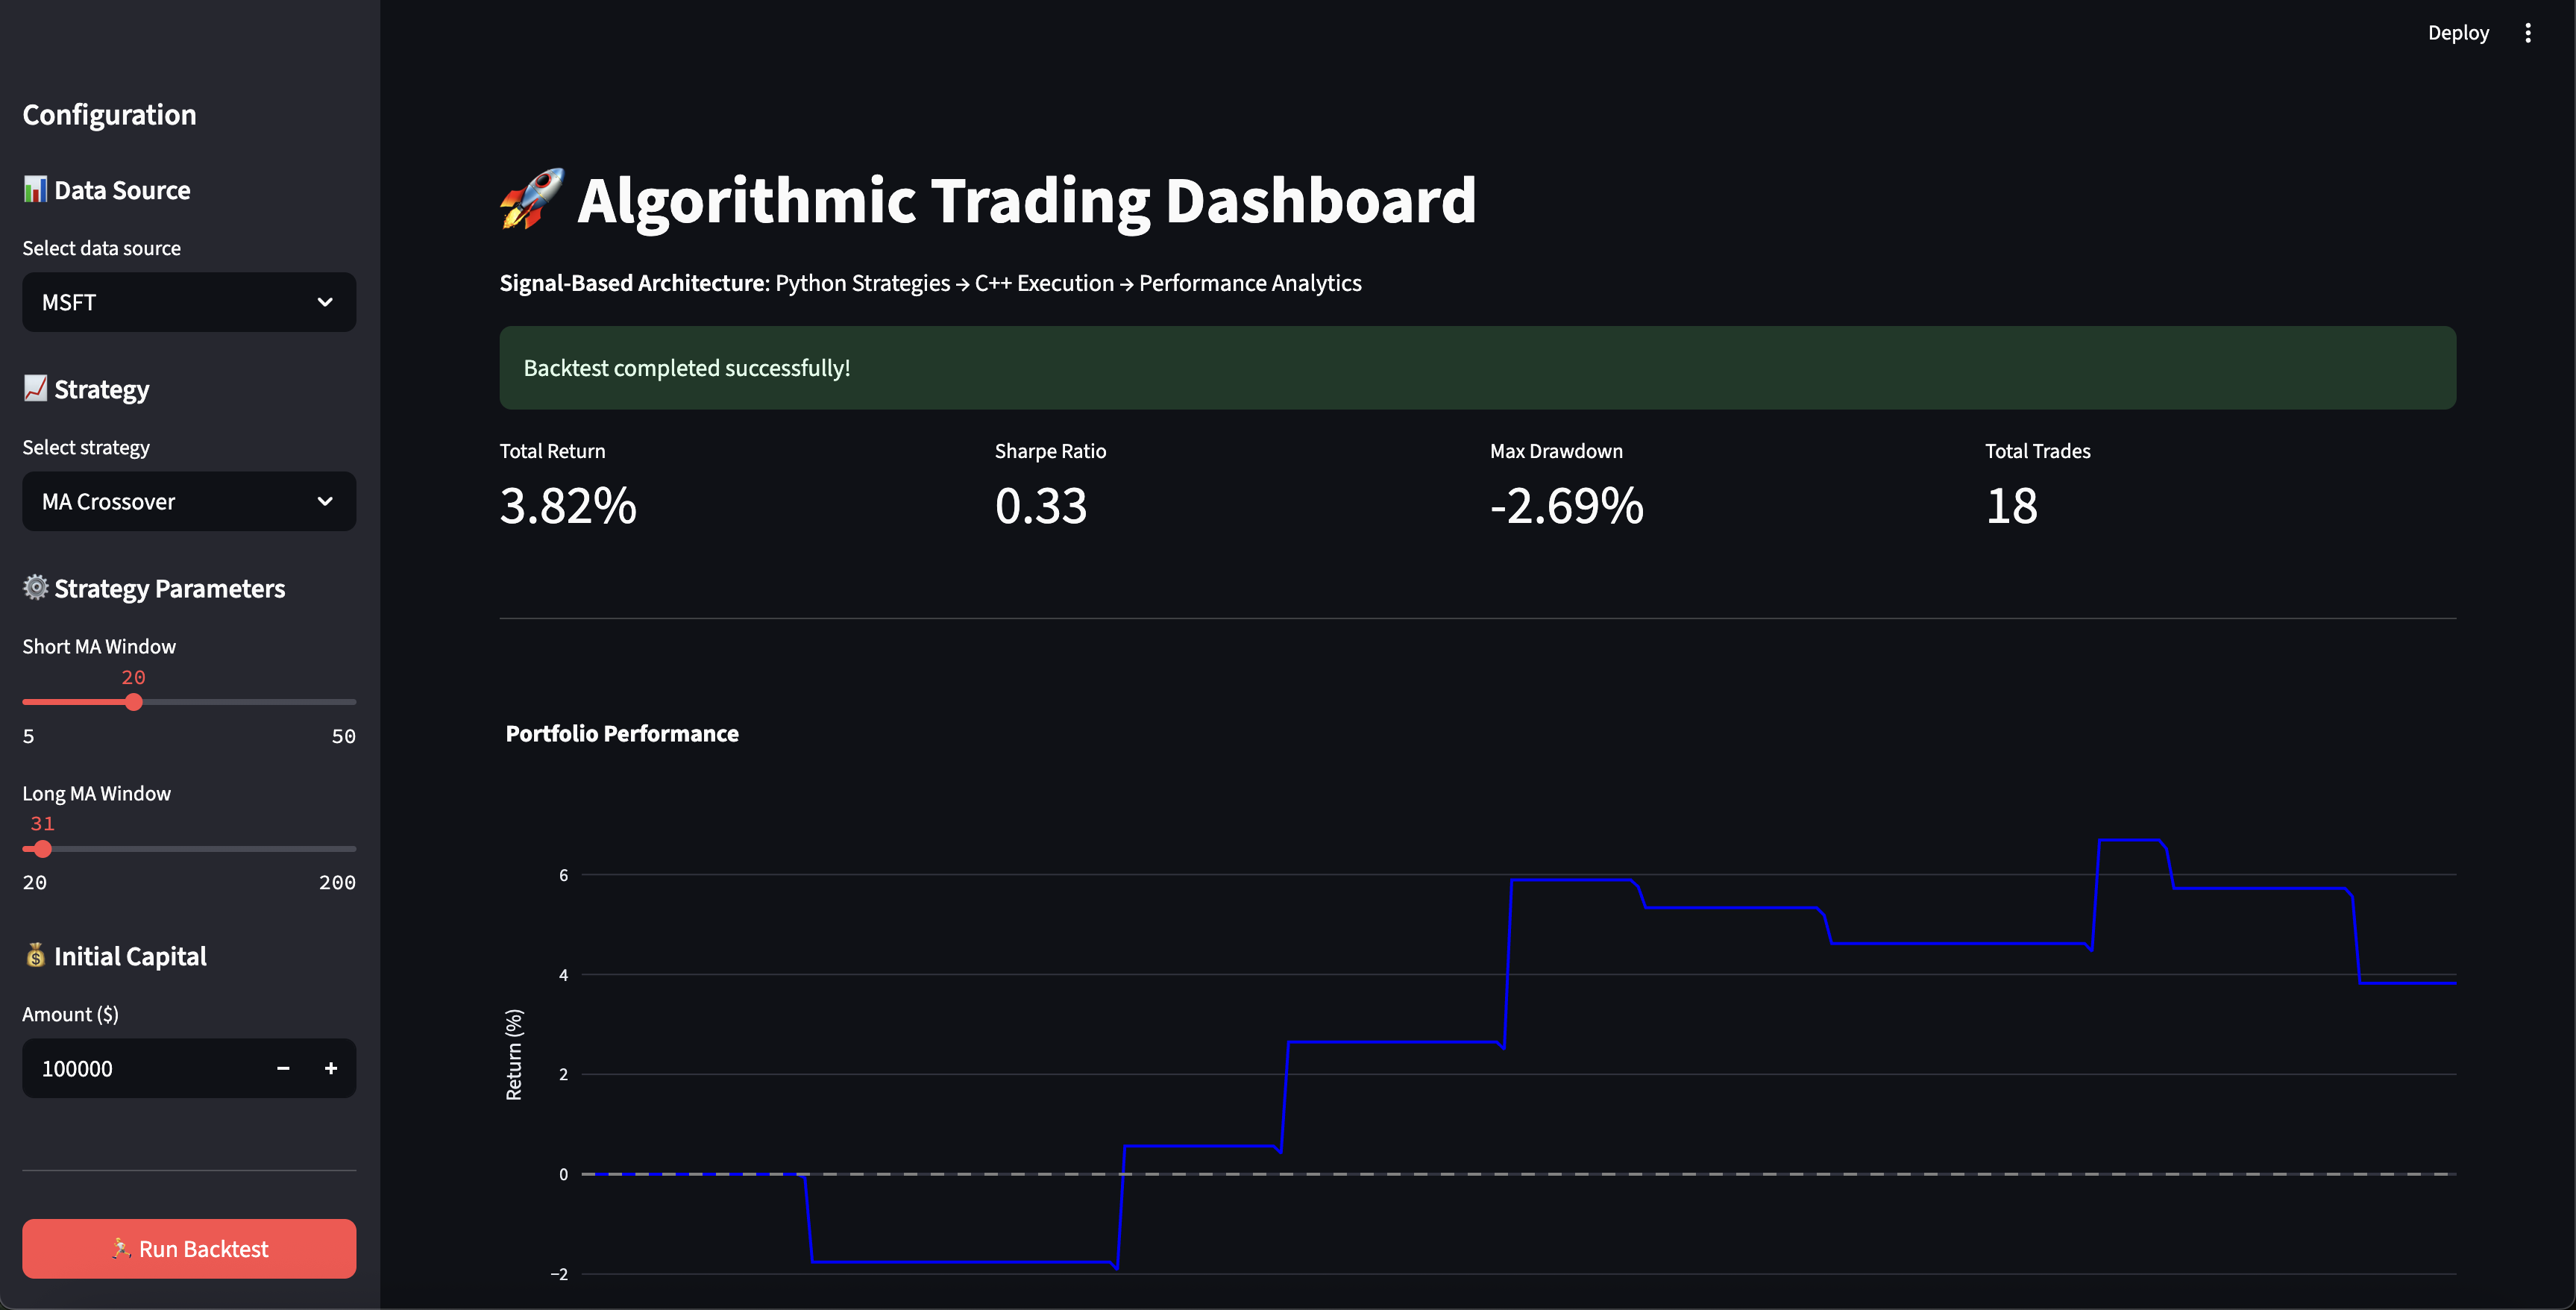 Deploy
Configuration
Data Source
Select data source
MSFT
Strategy
Select strategy
MA Crossover
Strategy Parameters
Short MA Window
20
5 50
Long MA Window
31
20 200
Initial Capital
Amount ($)
100000 − +
Run Backtest
Algorithmic Trading Dashboard
Signal-Based Architecture: Python Strategies → C++ Execution → Performance Analytics
Backtest completed successfully!
Total Return Sharpe Ratio Max Drawdown Total Trades
3.82% 0.33 -2.69% 18
Portfolio Performance
Return (%)
6
4
2
0
−2